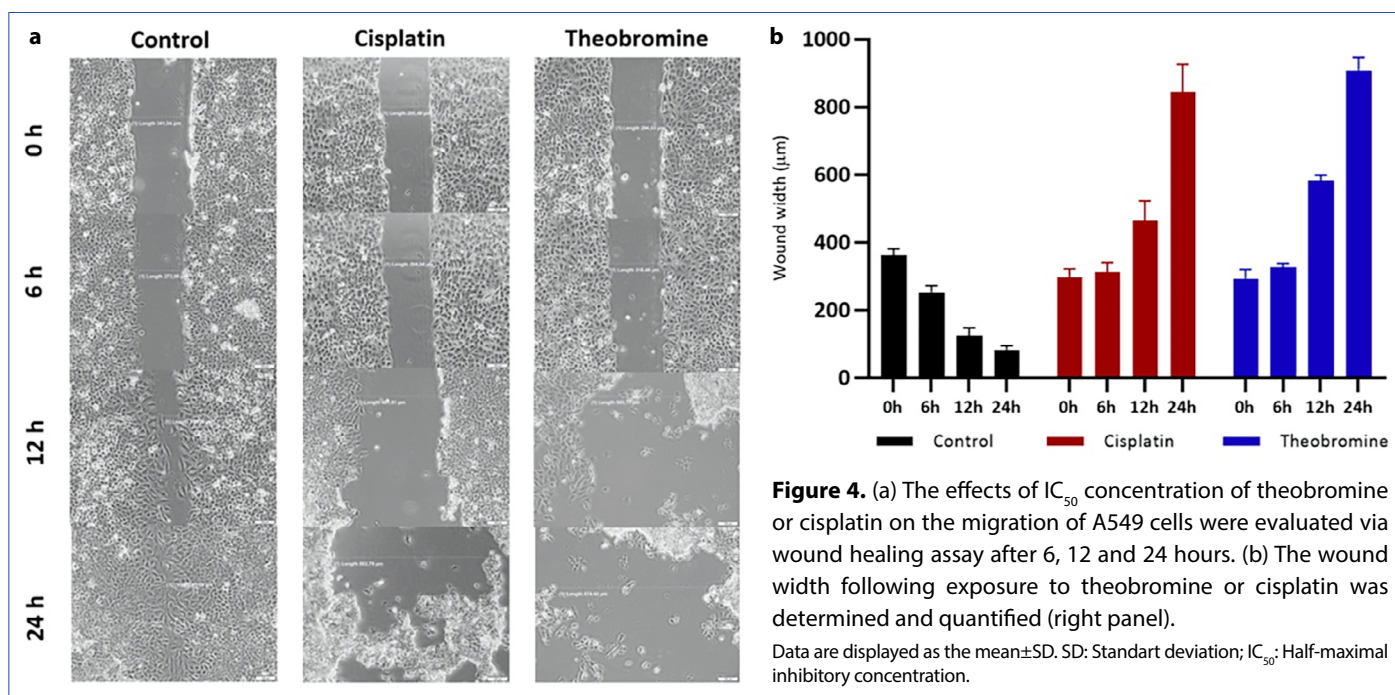 a
Control
Cisplatin
Theobromine
0 h
6 h
12 h
24 h
b
1000
800
600
400
200
0
Wound width (µm)
0h 6h 12h 24h 0h 6h 12h 24h 0h 6h 12h 24h
Control Cisplatin Theobromine
Figure 4. (a) The effects of IC50 concentration of theobromine
or cisplatin on the migration of A549 cells were evaluated via
wound healing assay after 6, 12 and 24 hours. (b) The wound
width following exposure to theobromine or cisplatin was
determined and quantified (right panel).
Data are displayed as the mean±SD. SD: Standart deviation; IC50: Half-maximal
inhibitory concentration.